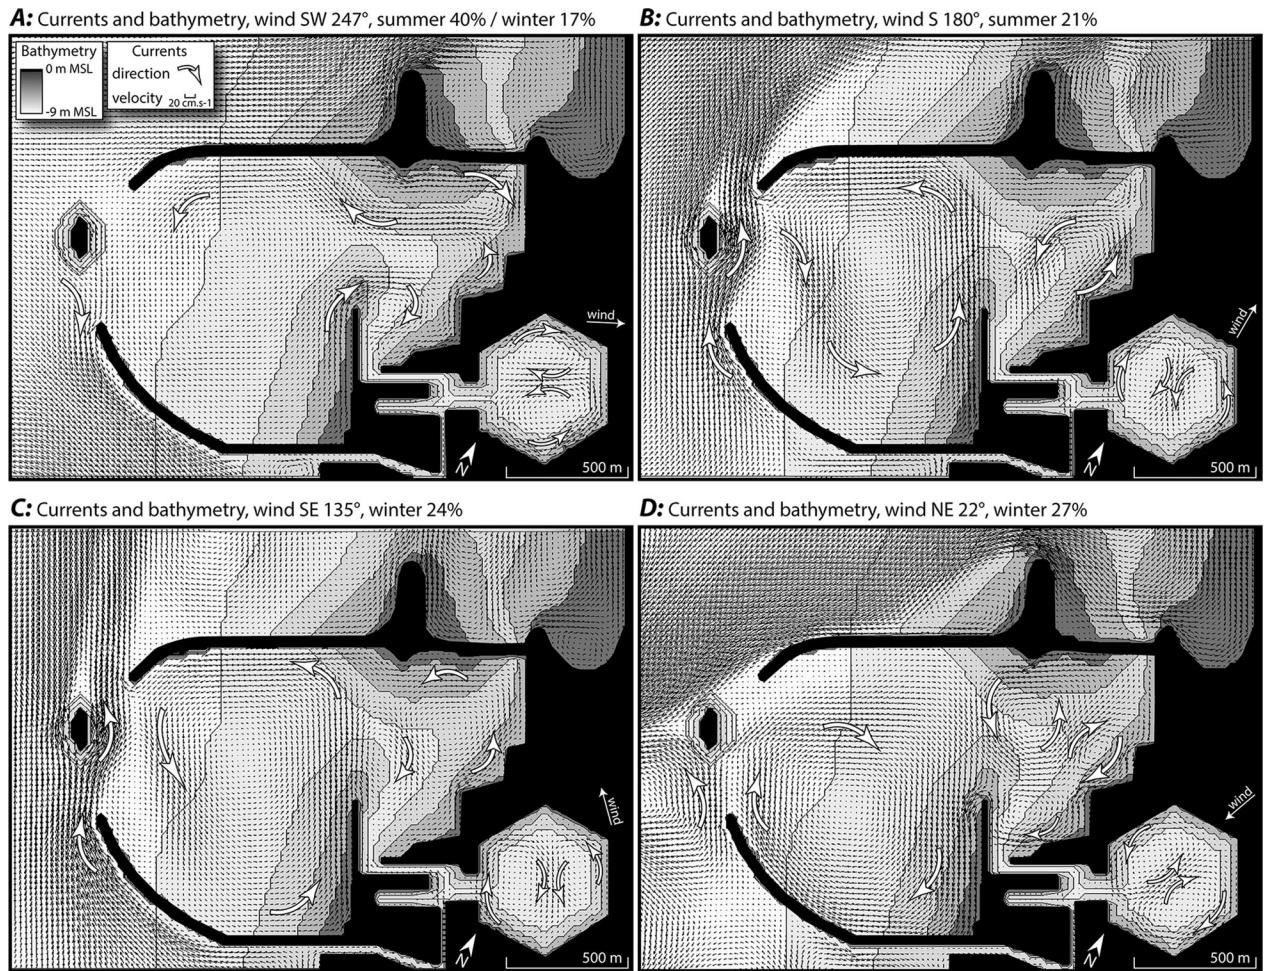 A: Currents and bathymetry, wind SW 247°, summer 40% / winter 17%
Bathymetry
0 m MSL
-9 m MSL
Currents
direction
velocity 20 cm.s-1
wind
N
500 m
B: Currents and bathymetry, wind S 180°, summer 21%
wind
N
500 m
C: Currents and bathymetry, wind SE 135°, winter 24%
wind
N
500 m
D: Currents and bathymetry, wind NE 22°, winter 27%
wind
N
500 m